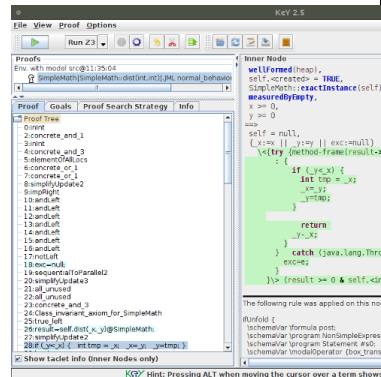 KeY 2.5
File View Proof Options
Run Z3
Proofs
Env. with model src@11:35:04
SimpleMath[SimpleMath::dist(int,int)].JML normal_behavior
Proof Goals Proof Search Strategy Info
Proof Tree
0:inInt
2:concrete_and_1
3:inInt
4:concrete_and_3
5:elementOfAllLocs
6:concrete_or_1
7:concrete_or_1
8:simplifyUpdate2
9:impRight
10:andLeft
11:andLeft
12:andLeft
13:andLeft
14:andLeft
15:andLeft
16:andLeft
17:notLeft
18:exc=null;
19:sequentialToParallel2
20:simplifyUpdate3
21:all_unused
22:all_unused
23:concrete_and_3
24:Class_invariant_axiom_for_SimpleMath
25:true_left
26:result=self.dist(_x,_y)@SimpleMath;
27:simplifyUpdate2
28:if (_y<_x) { int tmp = _x; _x=_y; _y=tmp; }
Show taclet info (Inner Nodes only)
Inner Node
wellFormed(heap),
self.<created> = TRUE,
SimpleMath::exactInstance(self)
measuredByEmpty,
x >= 0,
y >= 0
==>
self = null,
{_x:=x || _y:=y || exc:=null}
\<{try {method-frame(result->
: {
if (_y<_x) {
int tmp = _x;
_x=_y;
_y=tmp;
}
return
_y-_x;
}
} catch (java.lang.Thro
exc=e;
}
}\> (result >= 0 & self.<in
The following rule was applied on this no
ifUnfold {
\schemaVar \formula post;
\schemaVar \program NonSimpleExpres
\schemaVar \program Statement #s0;
\schemaVar \modalOperator {box_trans
KeY Hint: Pressing ALT when moving the cursor over a term shows